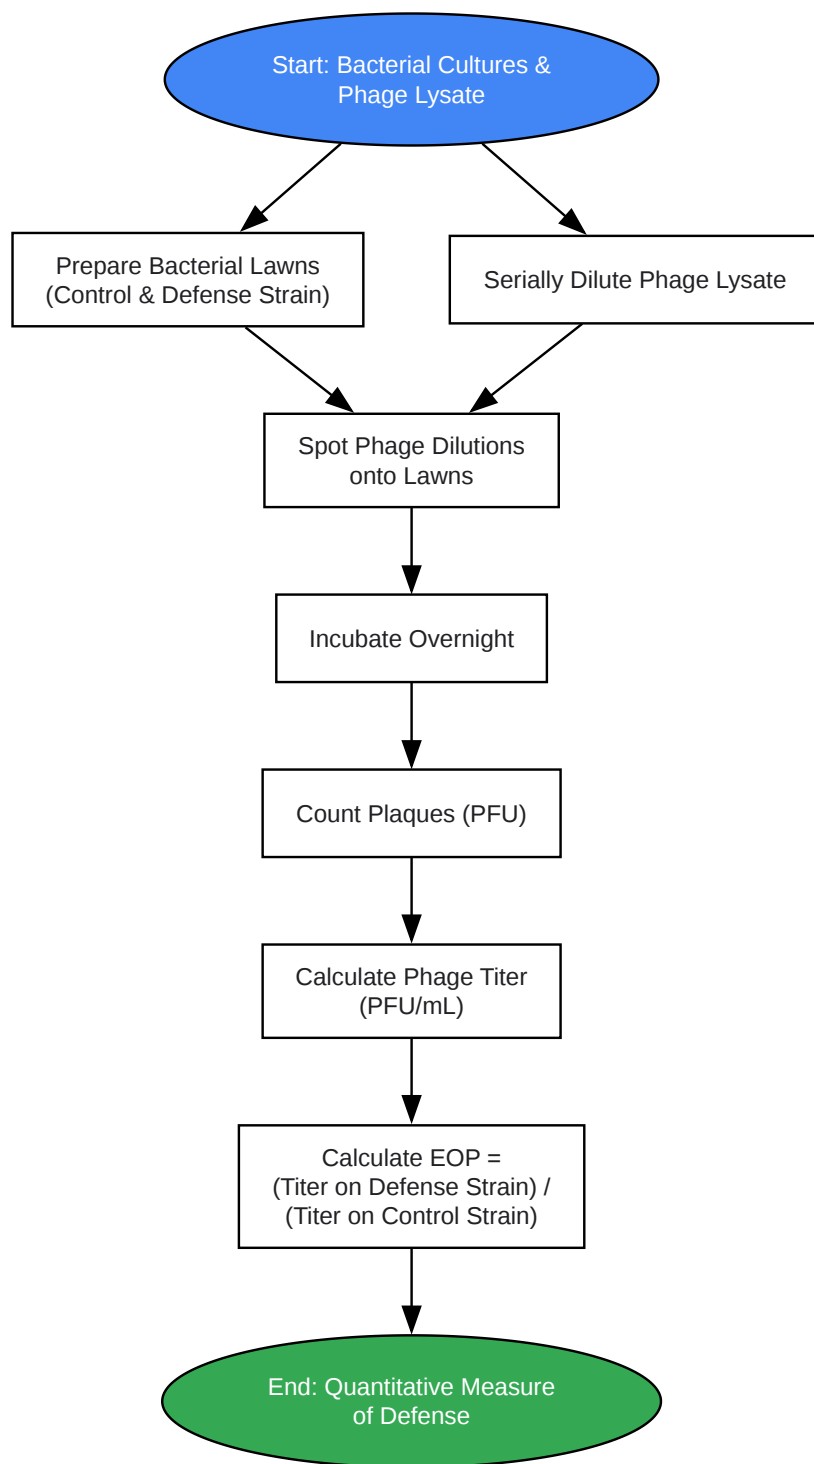 Start: Bacterial Cultures &
Phage Lysate
Prepare Bacterial Lawns
(Control & Defense Strain)
Serially Dilute Phage Lysate
Spot Phage Dilutions
onto Lawns
Incubate Overnight
Count Plaques (PFU)
Calculate Phage Titer
(PFU/mL)
Calculate EOP =
(Titer on Defense Strain) /
(Titer on Control Strain)
End: Quantitative Measure
of Defense